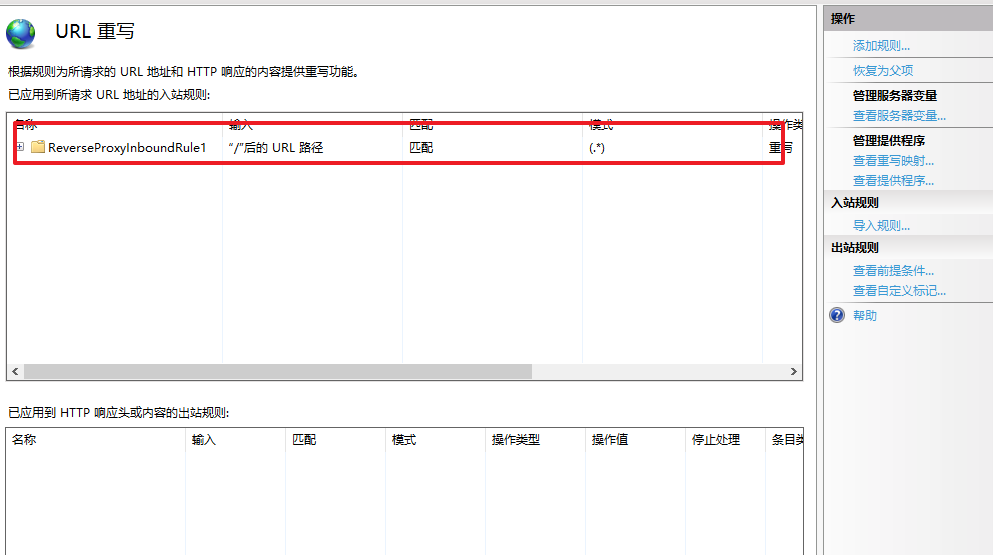 URL 重写
根据规则为所请求的 URL 地址和 HTTP 响应的内容提供重写功能。
已应用到所请求 URL 地址的入站规则:
名称 输入 匹配 模式 操作类
ReverseProxyInboundRule1 “/”后的 URL 路径 匹配 (.*) 重写
已应用到 HTTP 响应头或内容的出站规则:
名称 输入 匹配 模式 操作类型 操作值 停止处理 条目类
操作
添加规则...
恢复为父项
管理服务器变量
查看服务器变量...
管理提供程序
查看重写映射...
查看提供程序...
入站规则
导入规则...
出站规则
查看前提条件...
查看自定义标记...
帮助